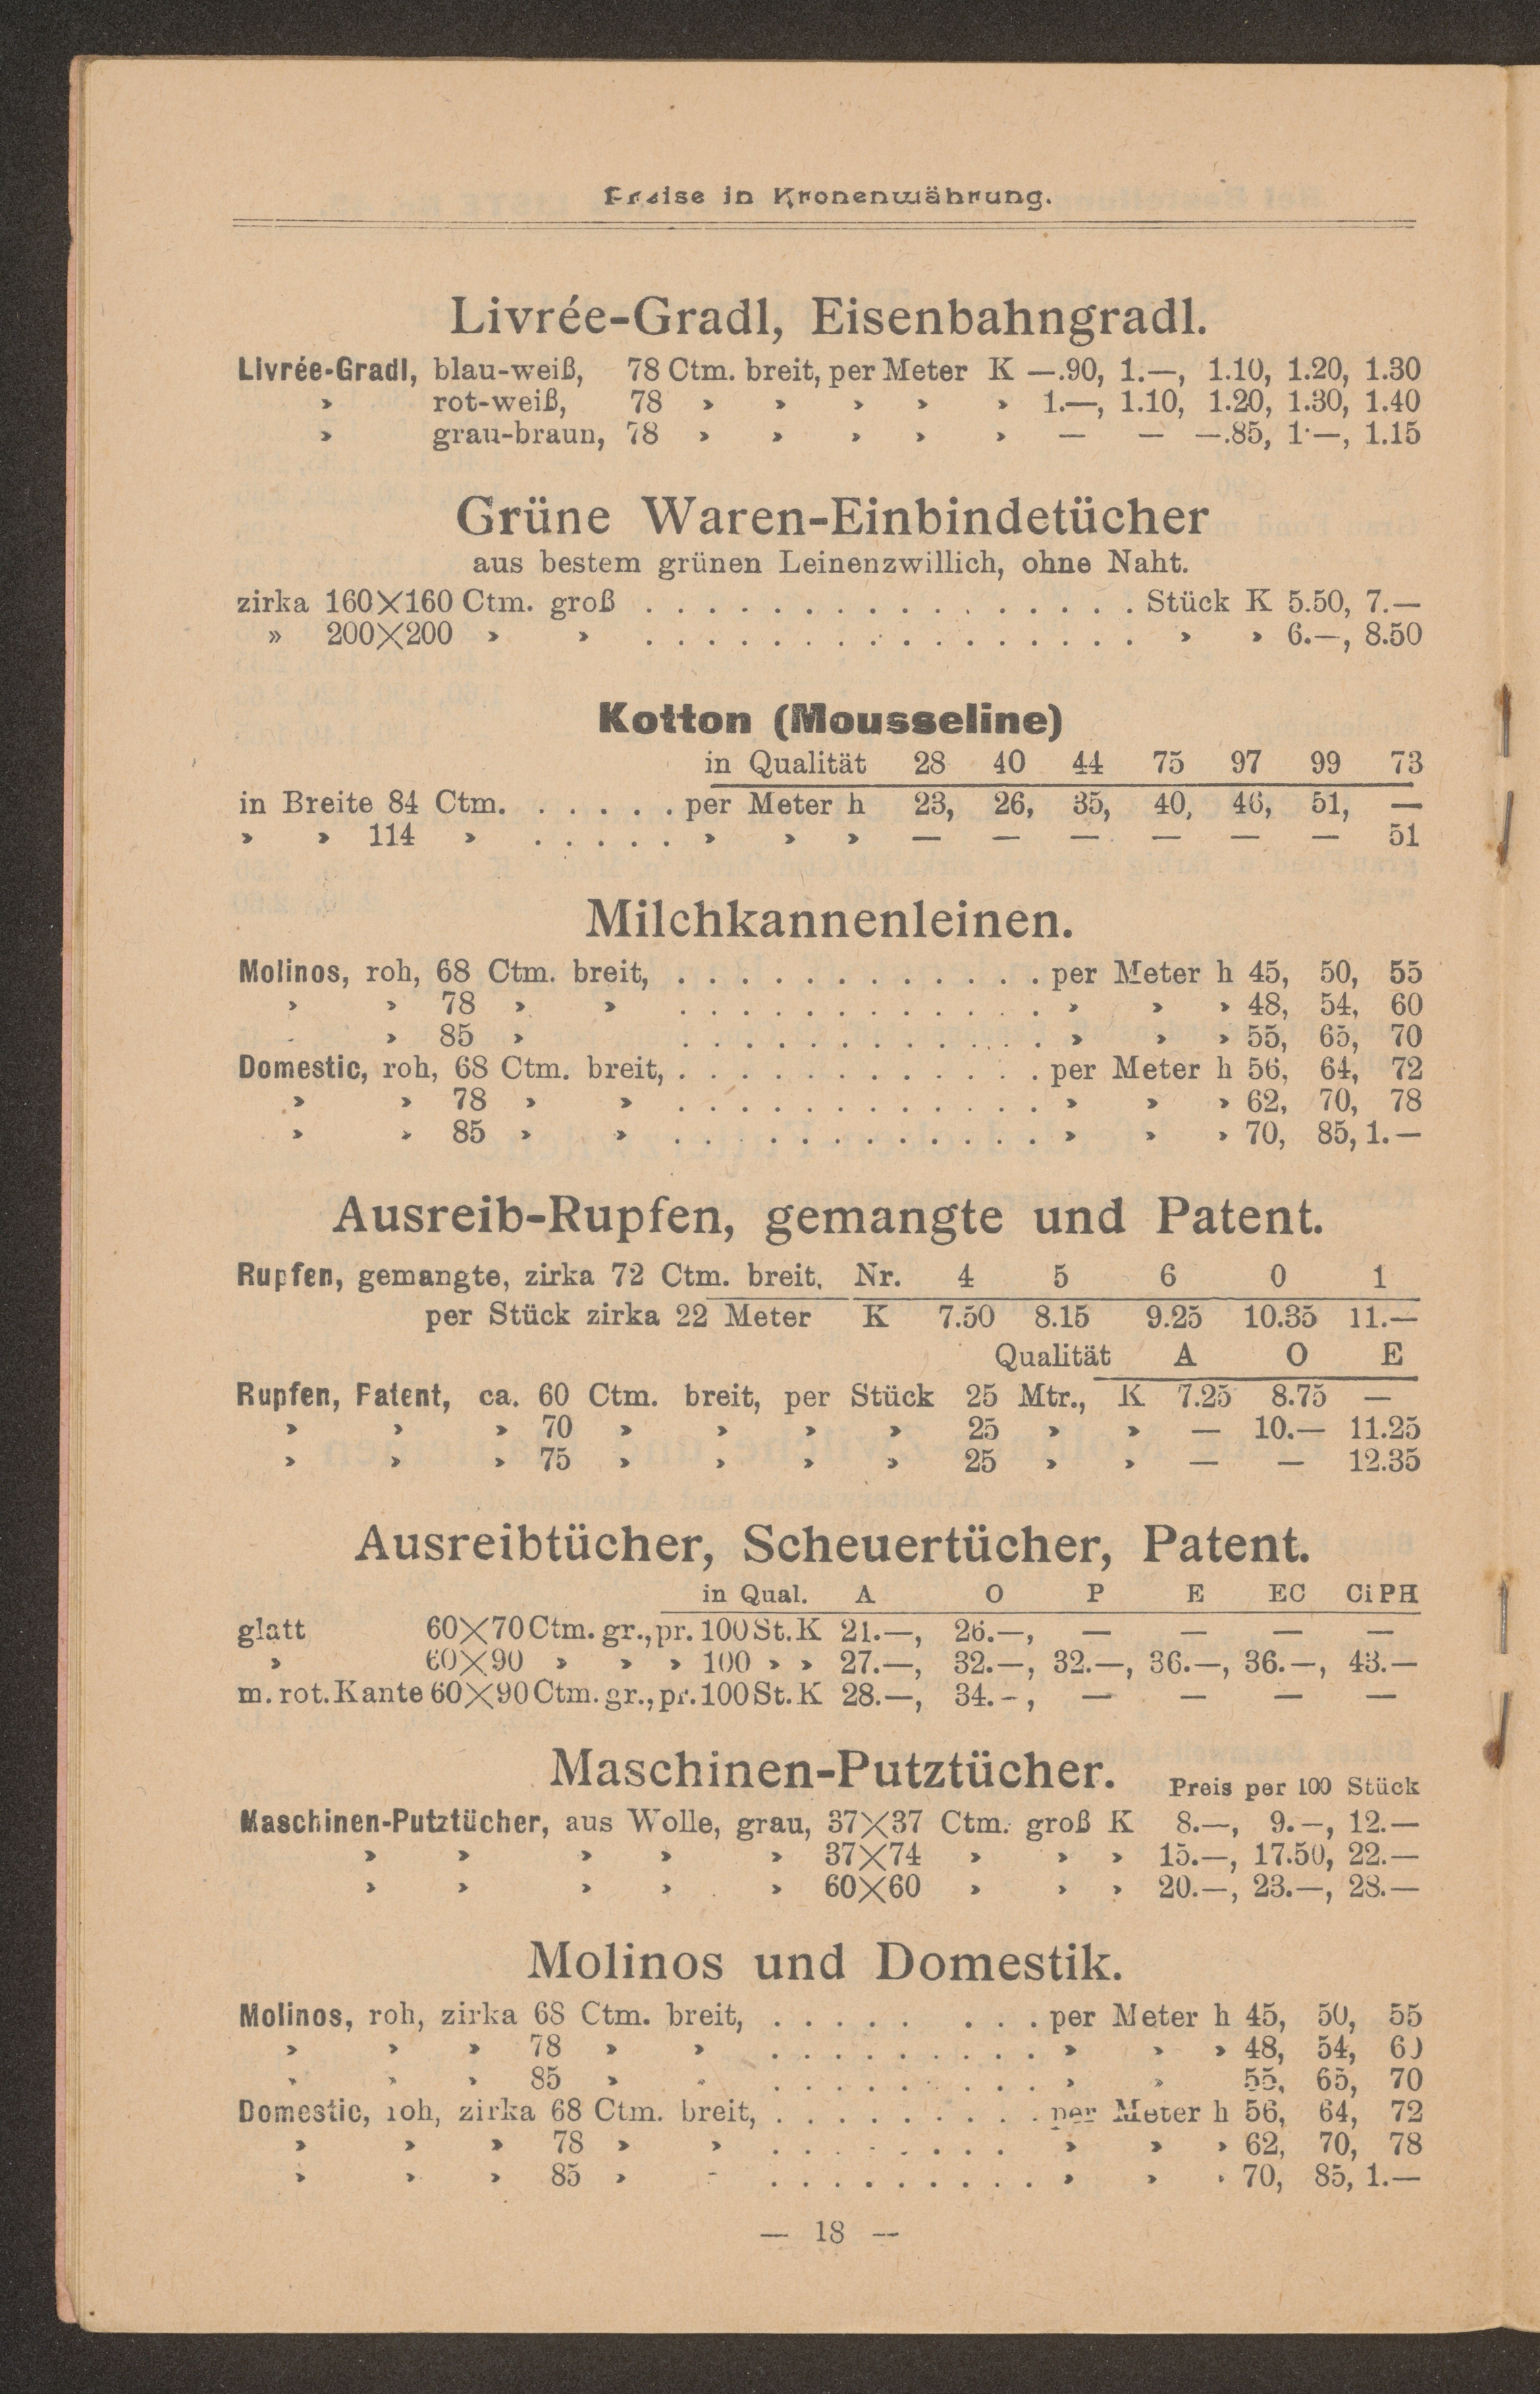 Preise in Kronenwährung.
Livrée-Gradl, Eisenbahngradl.
Livrée-Gradl, blau-weiß, 78 Ctm. breit, per Meter K —.90, 1.—, 1.10, 1.20, 1.30
» rot-weiß, 78 » » » » » 1.—, 1.10, 1.20, 1.30, 1.40
» grau-braun, 78 » » » » » — — —.85, 1·—, 1.15
Grüne Waren-Einbindetücher
aus bestem grünen Leinenzwillich, ohne Naht.
zirka 160×160 Ctm. groß . . . . . . . . . . . . . . . . Stück K 5.50, 7.—
» 200×200 » » . . . . . . . . . . . . . . . . » » 6.—, 8.50
Kotton (Mousseline)
in Qualität 28 40 44 75 97 99 73
in Breite 84 Ctm. . . . . . . per Meter h 23, 26, 35, 40, 46, 51, —
» » 114 » . . . . . » » » — — — — — — 51
Milchkannenleinen.
Molinos, roh, 68 Ctm. breit, . . . . . . . . . . . . per Meter h 45, 50, 55
» » 78 » » . . . . . . . . . . . . » » » 48, 54, 60
» 85 » . . . . . . . . . . . . » » » 55, 65, 70
Domestic, roh, 68 Ctm. breit, . . . . . . . . . . . . per Meter h 56, 64, 72
» » 78 » » . . . . . . . . . . . . » » » 62, 70, 78
» » 85 » » . . . . . . . . . . . . » » » 70, 85, 1.—
Ausreib-Rupfen, gemangte und Patent.
Rupfen, gemangte, zirka 72 Ctm. breit, Nr. 4 5 6 0 1
per Stück zirka 22 Meter K 7.50 8.15 9.25 10.35 11.—
Qualität A O E
Rupfen, Patent, ca. 60 Ctm. breit, per Stück 25 Mtr., K 7.25 8.75 —
» » » 70 » » » » 25 » » — 10.— 11.25
» » » 75 » » » » 25 » » — — 12.35
Ausreibtücher, Scheuertücher, Patent.
in Qual. A O P E EC CiPH
glatt 60×70 Ctm. gr., pr. 100 St. K 21.—, 26.—, — — — —
» 60×90 » » » 100 » » 27.—, 32.—, 32.—, 36.—, 36.—, 43.—
m. rot. Kante 60×90 Ctm. gr., pr. 100 St. K 28.—, 34.-, — — — —
Maschinen-Putztücher. Preis per 100 Stück
Maschinen-Putztücher, aus Wolle, grau, 37×37 Ctm. groß K 8.—, 9.—, 12.—
» » » » » 37×74 » » » 15.—, 17.50, 22.—
» » » » » 60×60 » » » 20.—, 23.—, 28.—
Molinos und Domestik.
Molinos, roh, zirka 68 Ctm. breit, . . . . . . . . per Meter h 45, 50, 55
» » » 78 » » . . . . . . . . . » » » 48, 54, 60
» » » 85 » » . . . . . . . . . » » 55, 65, 70
Domestic, roh, zirka 68 Ctm. breit, . . . . . . . . . per Meter h 56, 64, 72
» » » 78 » » . . . . . . . . » » » 62, 70, 78
» » » 85 » - . . . . . . . . . » » » 70, 85, 1.—
— 18 —